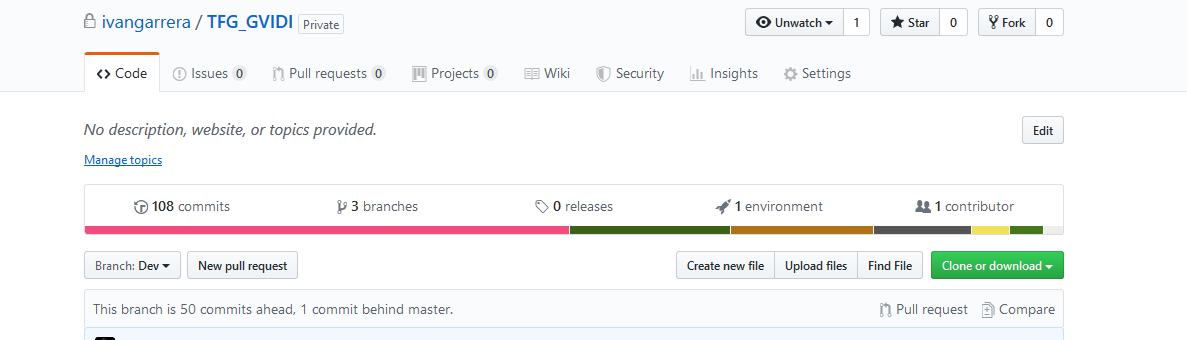 ivangarrera / TFG_GVIDI Private Unwatch 1 Star 0 Fork 0
Code Issues 0 Pull requests 0 Projects 0 Wiki Security Insights Settings
No description, website, or topics provided. Edit
Manage topics
108 commits 3 branches 0 releases 1 environment 1 contributor
Branch: Dev New pull request Create new file Upload files Find File Clone or download
This branch is 50 commits ahead, 1 commit behind master. Pull request Compare